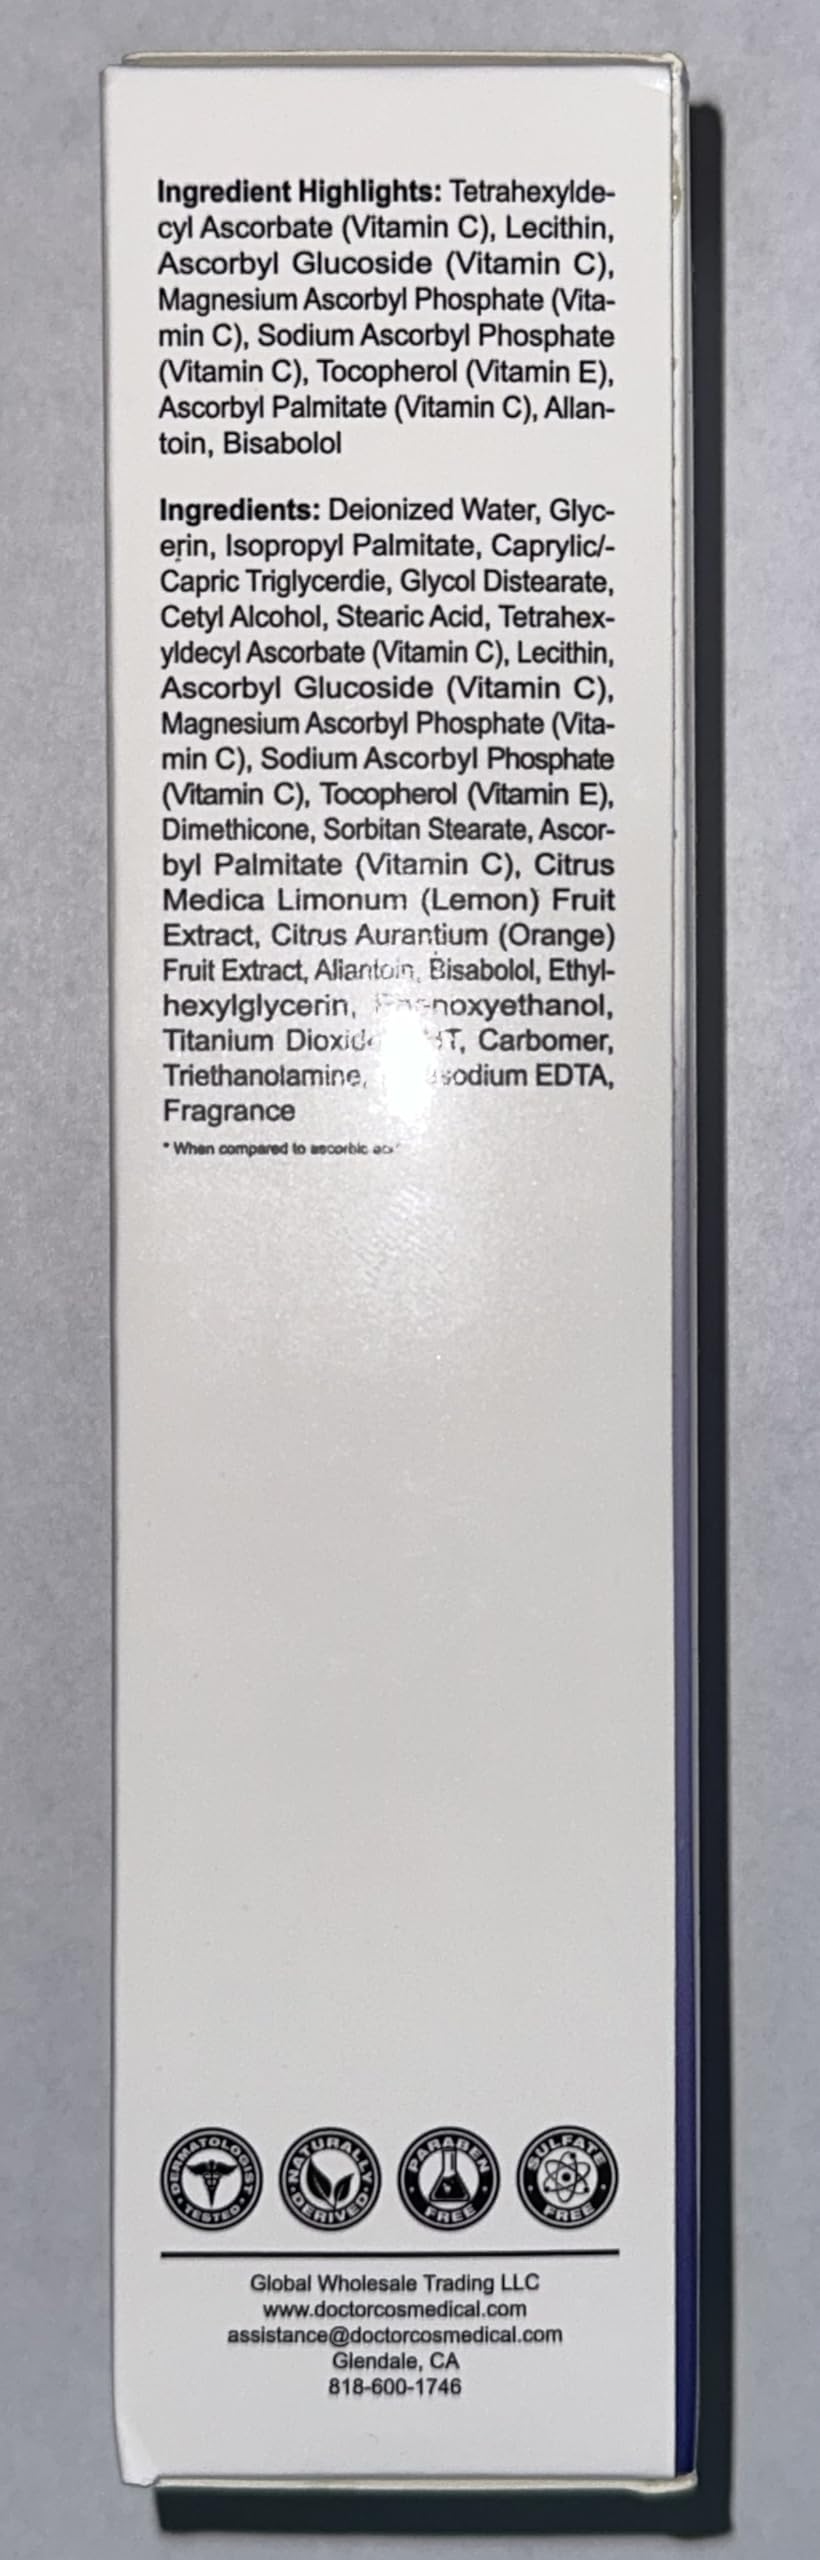 Ingredient Highlights: Tetrahexylde-
cyl Ascorbate (Vitamin C), Lecithin,
Ascorbyl Glucoside (Vitamin C),
Magnesium Ascorbyl Phosphate (Vita-
min C), Sodium Ascorbyl Phosphate
(Vitamin C), Tocopherol (Vitamin E),
Ascorbyl Palmitate (Vitamin C), Allan-
toin, Bisabolol
Ingredients: Deionized Water, Glyc-
erin, Isopropyl Palmitate, Caprylic/-
Capric Triglycerdie, Glycol Distearate,
Cetyl Alcohol, Stearic Acid, Tetrahex-
yldecyl Ascorbate (Vitamin C), Lecithin,
Ascorbyl Glucoside (Vitamin C),
Magnesium Ascorbyl Phosphate (Vita-
min C), Sodium Ascorbyl Phosphate
(Vitamin C), Tocopherol (Vitamin E),
Dimethicone, Sorbitan Stearate, Ascor-
byl Palmitate (Vitamin C), Citrus
Medica Limonum (Lemon) Fruit
Extract, Citrus Aurantium (Orange)
Fruit Extract, Allantoin, Bisabolol, Ethyl-
hexylglycerin,
Titanium Carbomer,
Triethanolamine, EDTA,
Fragrance
* When compared to ascorbic
DERMATOLOGIST TESTED
NATURALLY DERIVED
PARABEN FREE
SULFATE FREE
Global Wholesale Trading LLC
www.doctorcosmedical.com
assistance@doctorcosmedical.com
Glendale, CA
818-600-1746